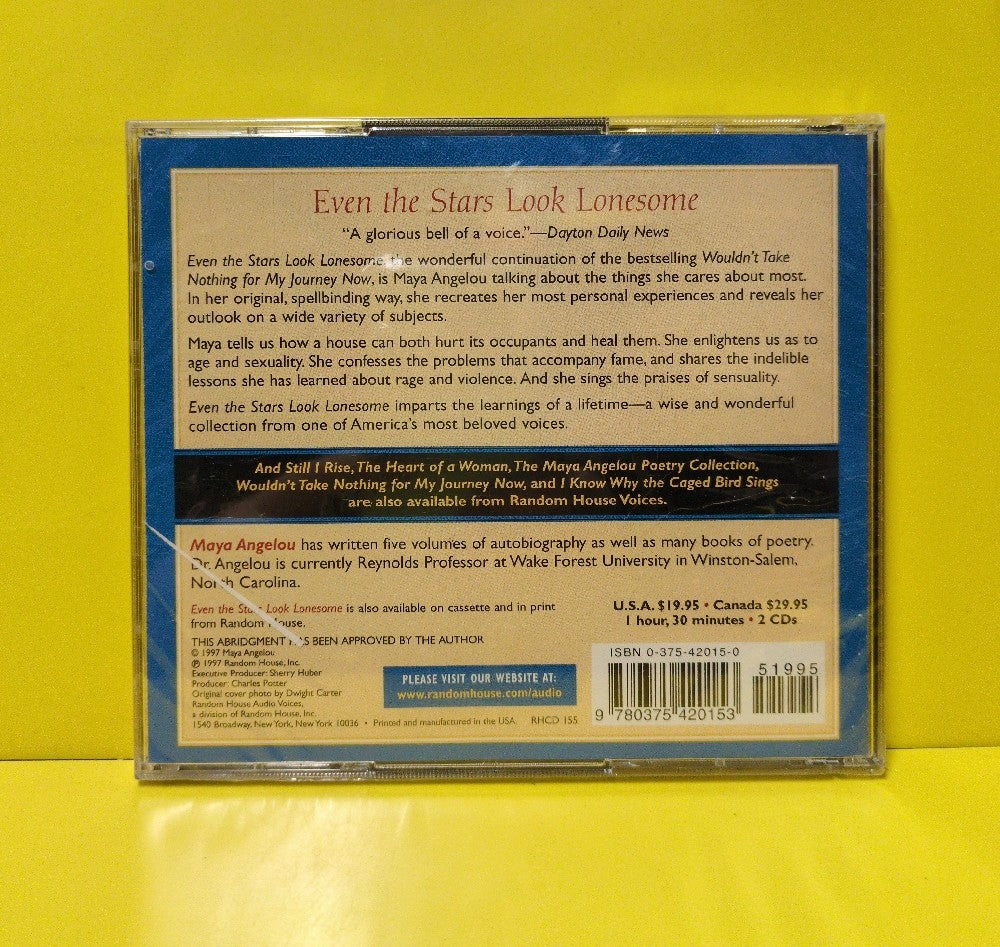 Even the Stars Look Lonesome
“A glorious bell of a voice.”—Dayton Daily News
Even the Stars Look Lonesome, the wonderful continuation of the bestselling Wouldn’t Take
Nothing for My Journey Now, is Maya Angelou talking about the things she cares about most.
In her original, spellbinding way, she recreates her most personal experiences and reveals her
outlook on a wide variety of subjects.
Maya tells us how a house can both hurt its occupants and heal them. She enlightens us as to
age and sexuality. She confesses the problems that accompany fame, and shares the indelible
lessons she has learned about rage and violence. And she sings the praises of sensuality.
Even the Stars Look Lonesome imparts the learnings of a lifetime—a wise and wonderful
collection from one of America’s most beloved voices.
And Still I Rise, The Heart of a Woman, The Maya Angelou Poetry Collection,
Wouldn’t Take Nothing for My Journey Now, and I Know Why the Caged Bird Sings
are also available from Random House Voices.
Maya Angelou has written five volumes of autobiography as well as many books of poetry.
Dr. Angelou is currently Reynolds Professor at Wake Forest University in Winston-Salem,
North Carolina.
Even the Stars Look Lonesome is also available on cassette and in print
from Random House.
THIS ABRIDGMENT HAS BEEN APPROVED BY THE AUTHOR
© 1997 Maya Angelou
℗ 1997 Random House, Inc.
Executive Producer: Sherry Huber
Producer: Charles Potter
Original cover photo by Dwight Carter
Random House Audio Voices,
a division of Random House, Inc.
1540 Broadway, New York, New York 10036 • Printed and manufactured in the USA. RHCD 155
PLEASE VISIT OUR WEBSITE AT:
www.randomhouse.com/audio
U.S.A. $19.95 • Canada $29.95
1 hour, 30 minutes • 2 CDs
ISBN 0-375-42015-0
51995
9 780375 420153